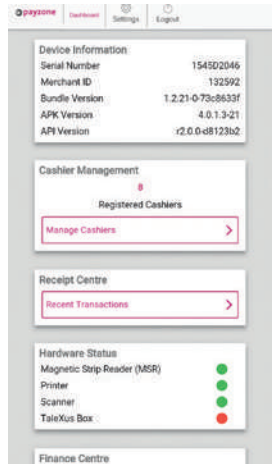 payzone Dashboard Settings Logout
Device Information
Serial Number 1545D2046
Merchant ID 132592
Bundle Version 1.2.21-0-73c8633f
APK Version 4.0.1.3-21
API Version r2.0.0-d8123b2
Cashier Management
8
Registered Cashiers
Manage Cashiers
Receipt Centre
Recent Transactions
Hardware Status
Magnetic Strip Reader (MSR)
Printer
Scanner
TaleXus Box
Finance Centre